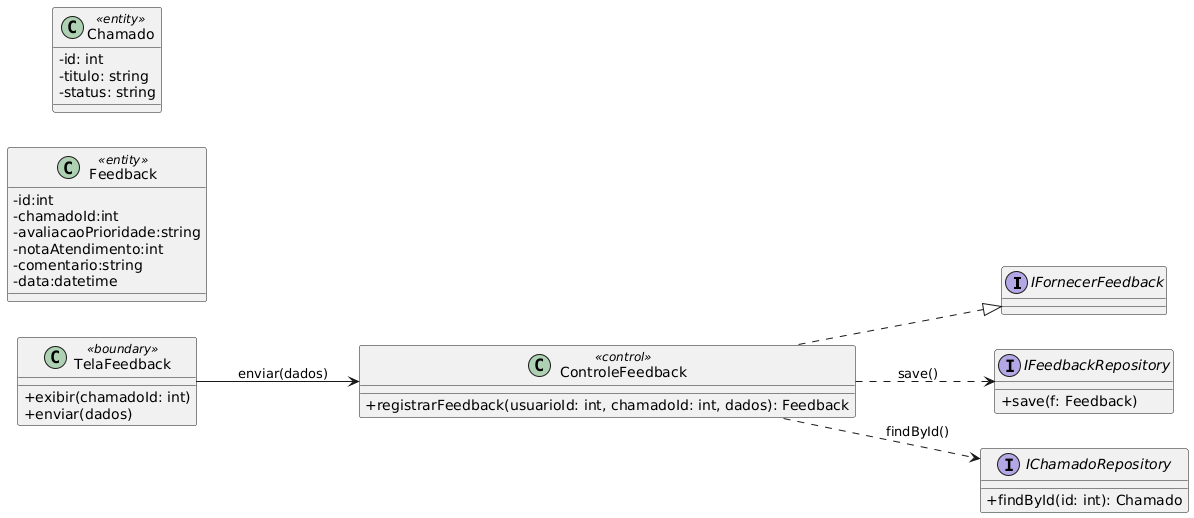 C
«entity»
Chamado
-id: int
-titulo: string
-status: string
C
«entity»
Feedback
-id:int
-chamadoId:int
-avaliacaoPrioridade:string
-notaAtendimento:int
-comentario:string
-data:datetime
C
«boundary»
TelaFeedback
+exibir(chamadoId: int)
+enviar(dados)
enviar(dados)
C
«control»
ControleFeedback
+registrarFeedback(usuarioId: int, chamadoId: int, dados): Feedback
I
IFornecerFeedback
save()
I
IFeedbackRepository
+save(f: Feedback)
findById()
I
IChamadoRepository
+findById(id: int): Chamado